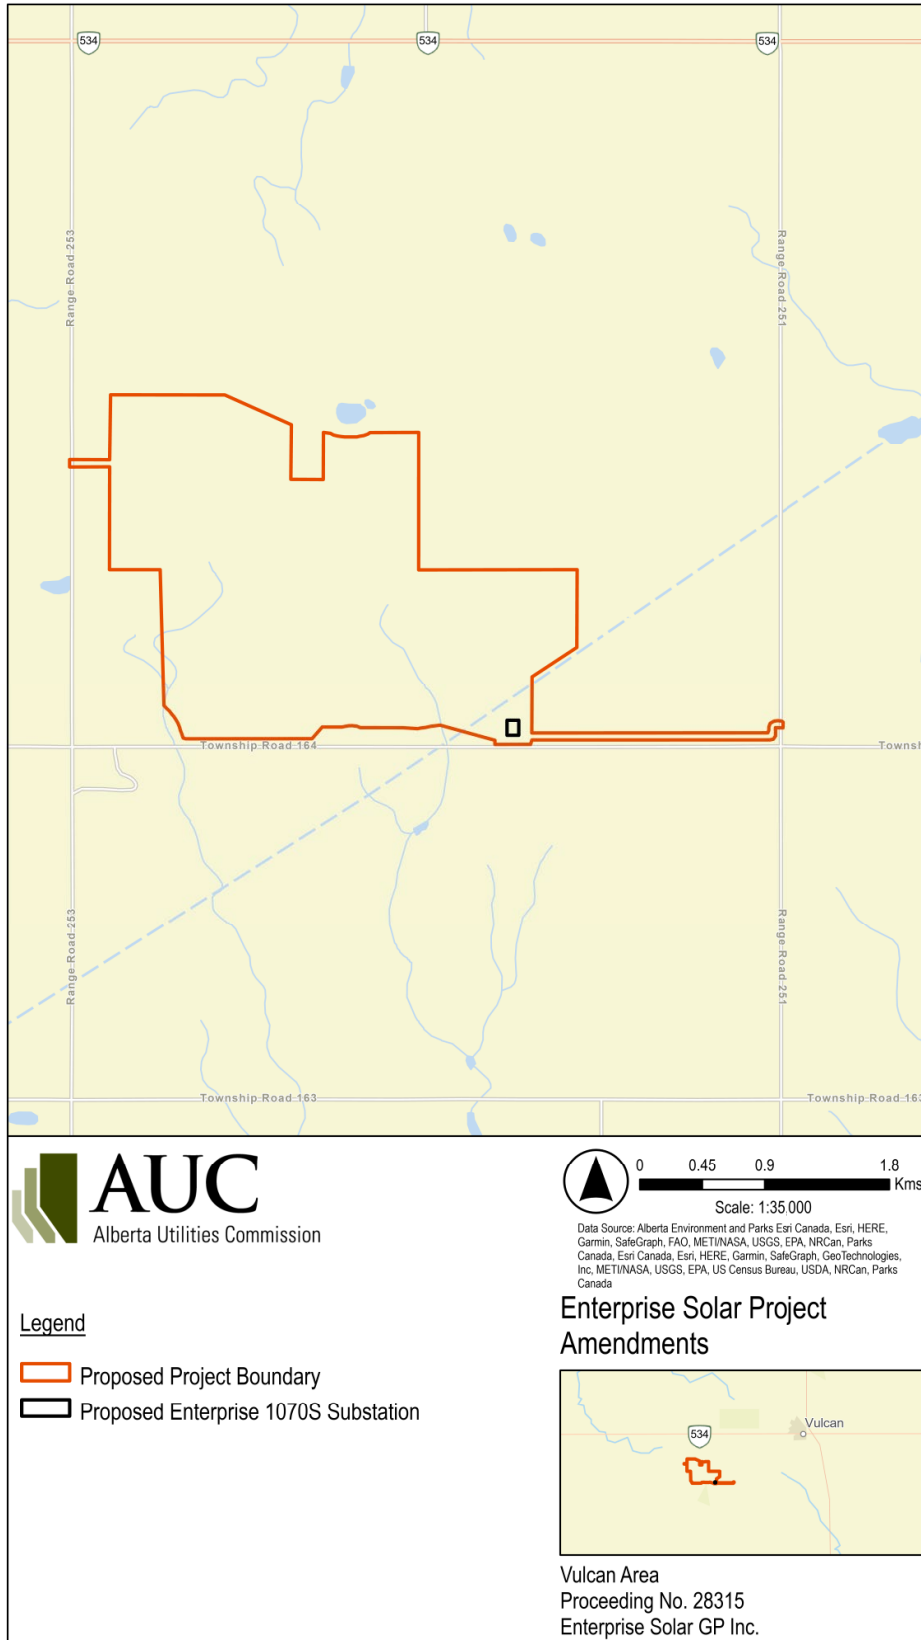 534 534 534
Range Road 253
Range Road 251
Township Road 164
Townsh
Range Road 253
Range Road 251
Township Road 163
Township Road 163
AUC
Alberta Utilities Commission
0 0.45 0.9 1.8
Kms
Scale: 1:35,000
Data Source: Alberta Environment and Parks Esri Canada, Esri, HERE,
Garmin, SafeGraph, FAO, METI/NASA, USGS, EPA, NRCan, Parks
Canada, Esri Canada, Esri, HERE, Garmin, SafeGraph, GeoTechnologies,
Inc, METI/NASA, USGS, EPA, US Census Bureau, USDA, NRCan, Parks
Canada
Legend
Proposed Project Boundary
Proposed Enterprise 1070S Substation
Enterprise Solar Project
Amendments
534
Vulcan
Vulcan Area
Proceeding No. 28315
Enterprise Solar GP Inc.